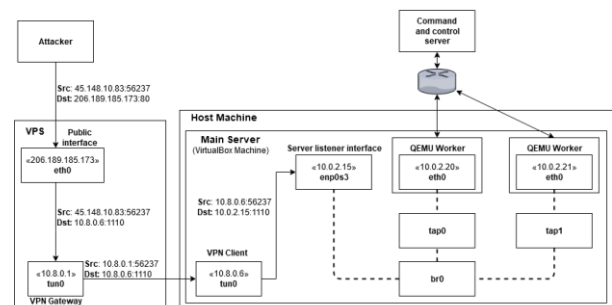 Attacker
Src: 45.148.10.83:56237
Dst: 206.189.185.173:80
VPS
Public
interface
«206.189.185.173»
eth0
Src: 45.148.10.83:56237
Dst: 10.8.0.6:1110
«10.8.0.1»
tun0
VPN Gateway
Src: 10.8.0.1:56237
Dst: 10.8.0.6:1110
Command
and control
server
Host Machine
Main Server
(VirtualBox Machine)
Server listener interface
«10.0.2.15»
enp0s3
Src: 10.8.0.6:56237
Dst: 10.0.2.15:1110
VPN Client
«10.8.0.6»
tun0
QEMU Worker
«10.0.2.20»
eth0
QEMU Worker
«10.0.2.21»
eth0
tap0
tap1
br0